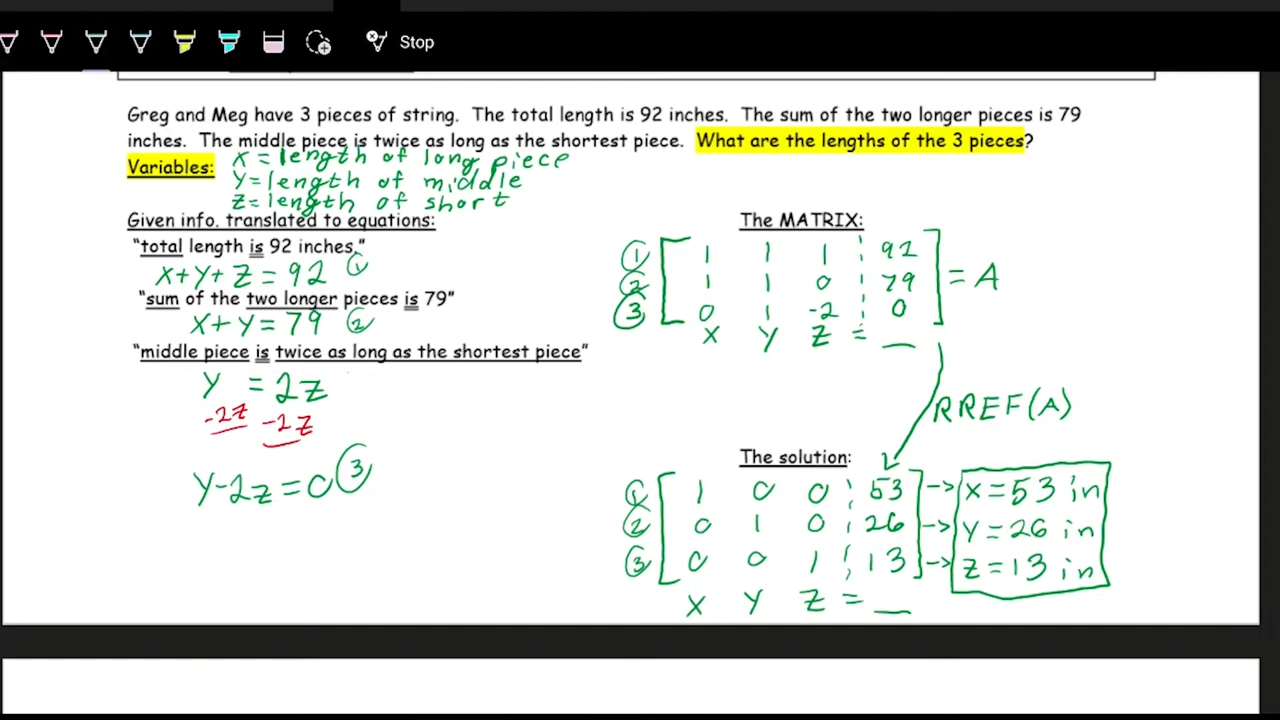 Stop
Greg and Meg have 3 pieces of string. The total length is 92 inches. The sum of the two longer pieces is 79
inches. The middle piece is twice as long as the shortest piece. What are the lengths of the 3 pieces?
Variables:
X = length of long piece
Y = length of middle
Z = length of short
Given info. translated to equations:
"total length is 92 inches."
X + Y + Z = 92 ①
"sum of the two longer pieces is 79"
X + Y = 79 ②
"middle piece is twice as long as the shortest piece"
Y = 2Z
-2Z -2Z
Y - 2Z = 0 ③
The MATRIX:
① [ 1 1 1 ¦ 92
② 1 1 0 ¦ 79 ] = A
③ 0 1 -2 ¦ 0
X Y Z = __
RREF(A)
The solution:
① [ 1 0 0 ¦ 53 ] → X = 53 in
② 0 1 0 ¦ 26 → Y = 26 in
③ 0 0 1 ¦ 13 → Z = 13 in
X Y Z = __